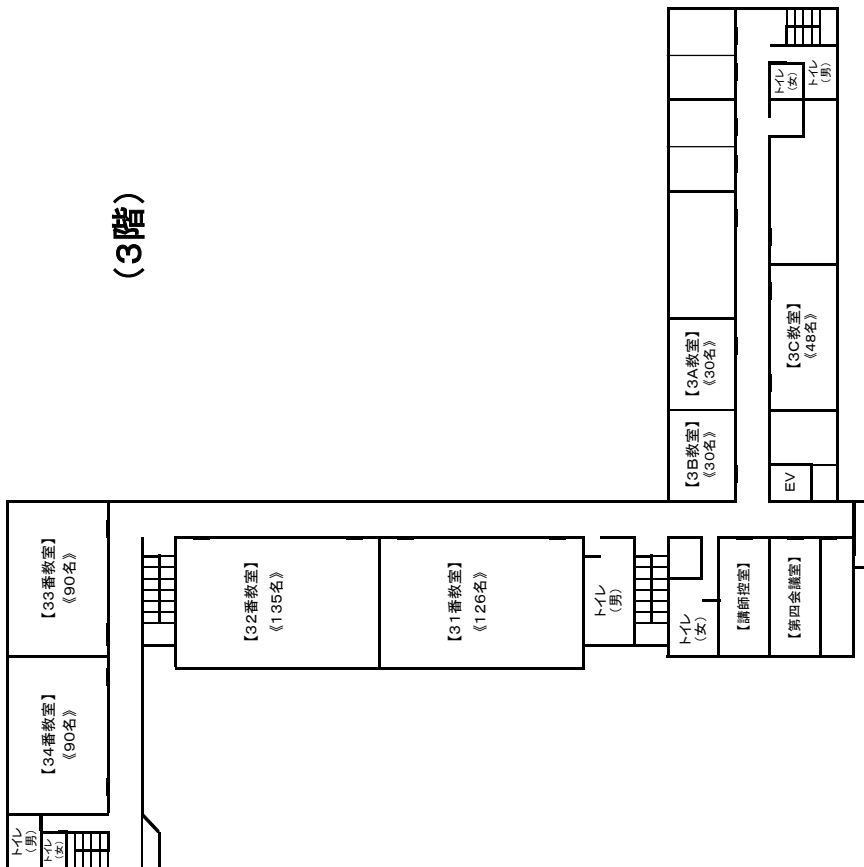 （3階）
トイレ
（女）
トイレ
（男）
【3A教室】
《30名》
【3C教室】
《48名》
【3B教室】
《30名》
EV
【33番教室】
《90名》
【32番教室】
《135名》
【31番教室】
《126名》
トイレ
（男）
トイレ
（女）
【講師控室】
【第四会議室】
【34番教室】
《90名》
トイレ
（男）
トイレ
（女）